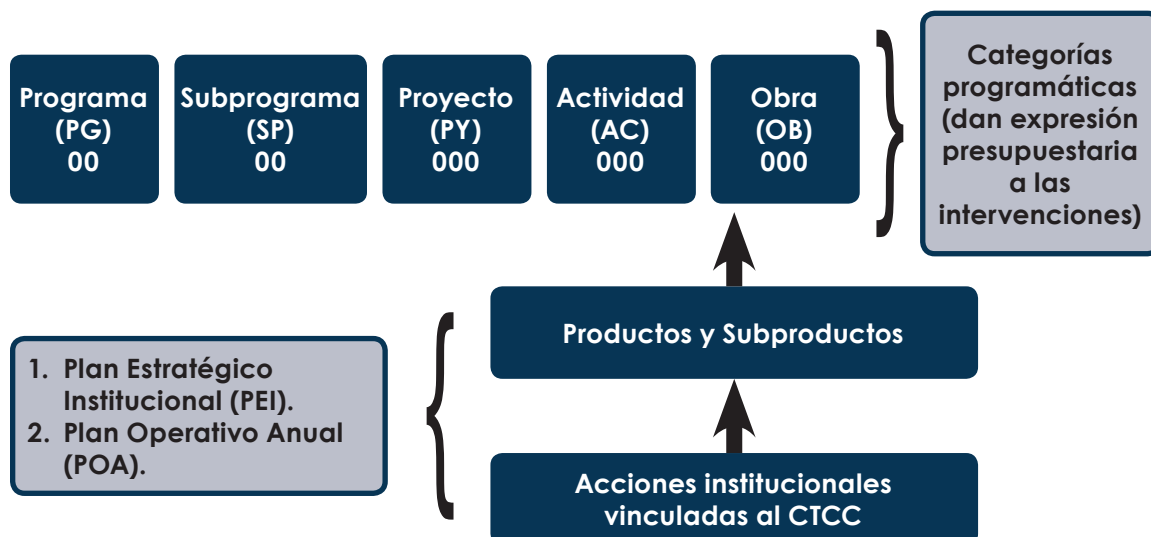 Programa
(PG)
00
Subprograma
(SP)
00
Proyecto
(PY)
000
Actividad
(AC)
000
Obra
(OB)
000
Categorías
programáticas
(dan expresión
presupuestaria
a las
intervenciones)
Productos y Subproductos
1. Plan Estratégico
Institucional (PEI).
2. Plan Operativo Anual
(POA).
Acciones institucionales
vinculadas al CTCC